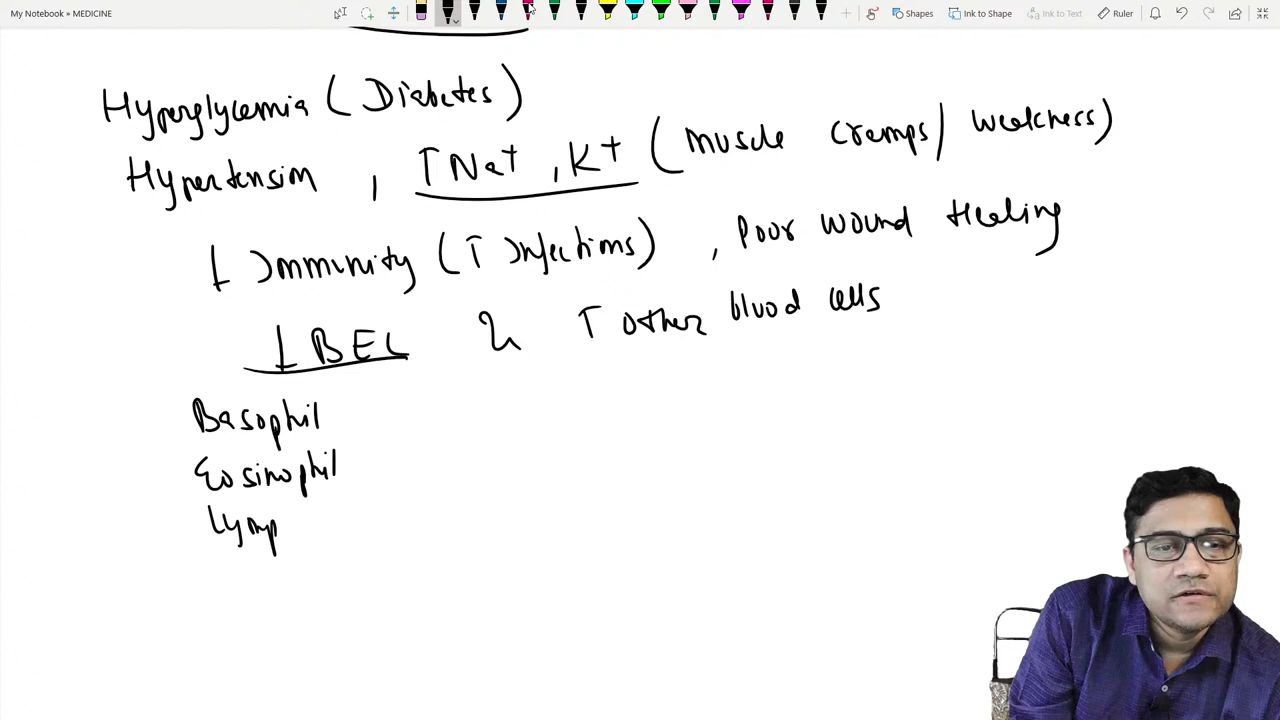 My Notebook » MEDICINE
Shapes Ink to Shape Ink to Text Ruler
Hyperglycemia (Diabetes)
Hypertension, ↑Na+, K+ (Muscle cramps/ weakness)
↓ Immunity (↑ Infections), Poor wound Healing
↓ BEL & ↑ other blood cells
Basophil
Eosinophil
Lymp